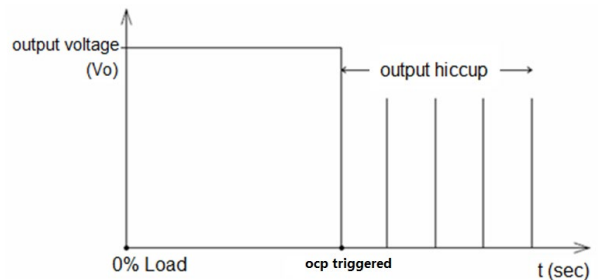 output voltage
(Vo)
output hiccup
0% Load
ocp triggered
t (sec)